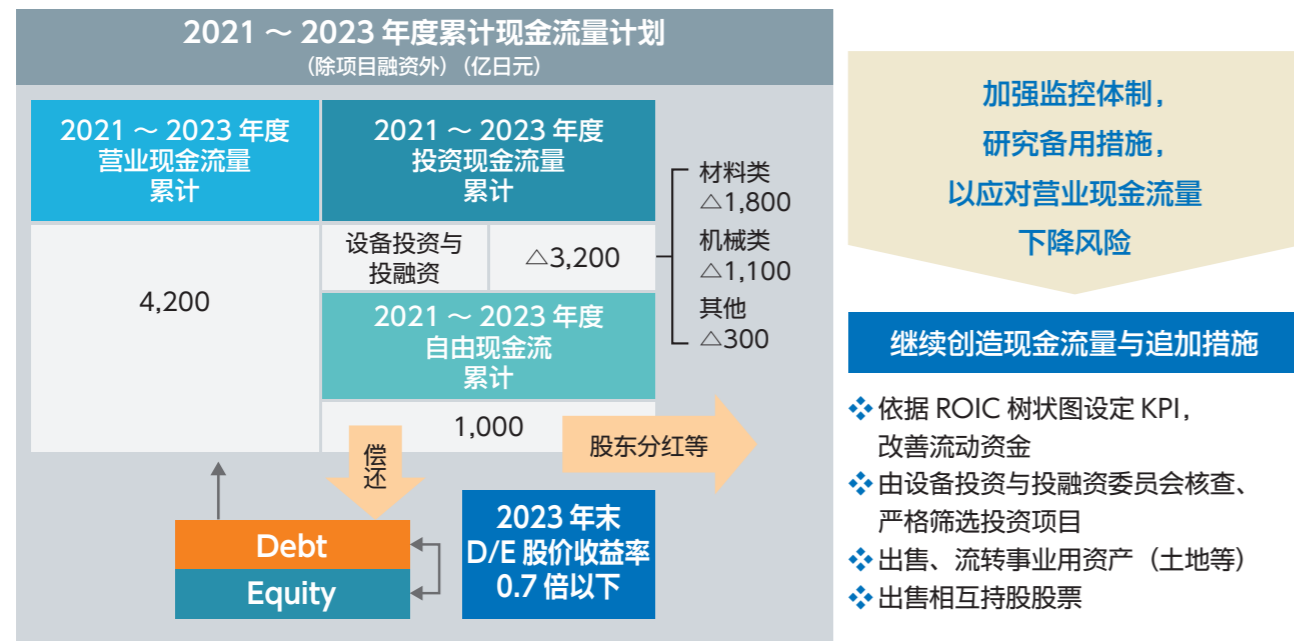 2021 ～ 2023 年度累计现金流量计划
（除项目融资外）（亿日元）
2021 ～ 2023 年度
营业现金流量
累计
4,200
2021 ～ 2023 年度
投资现金流量
累计
设备投资与
投融资
△3,200
材料类
△1,800
机械类
△1,100
其他
△300
2021 ～ 2023 年度
自由现金流
累计
1,000
偿
还
股东分红等
Debt
Equity
2023 年末
D/E 股价收益率
0.7 倍以下
加强监控体制，
研究备用措施，
以应对营业现金流量
下降风险
继续创造现金流量与追加措施
❖依据 ROIC 树状图设定 KPI，
改善流动资金
❖由设备投资与投融资委员会核查、
严格筛选投资项目
❖出售、流转事业用资产（土地等）
❖出售相互持股股票